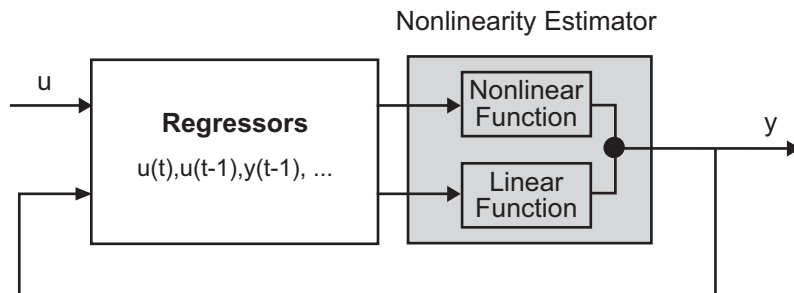 Nonlinearity Estimator
u
Regressors
u(t),u(t-1),y(t-1), ...
Nonlinear
Function
Linear
Function
y